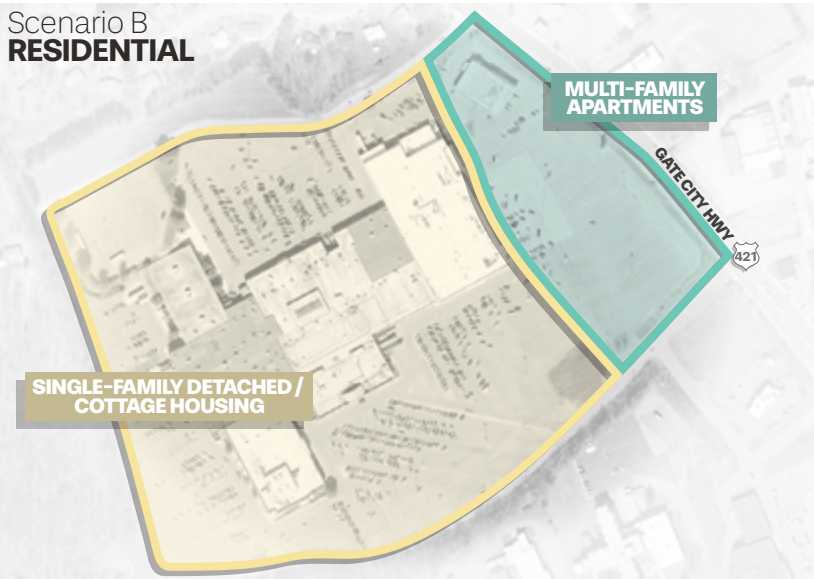 Scenario B
RESIDENTIAL
MULTI-FAMILY
APARTMENTS
GATE CITY HWY
421
SINGLE-FAMILY DETACHED /
COTTAGE HOUSING